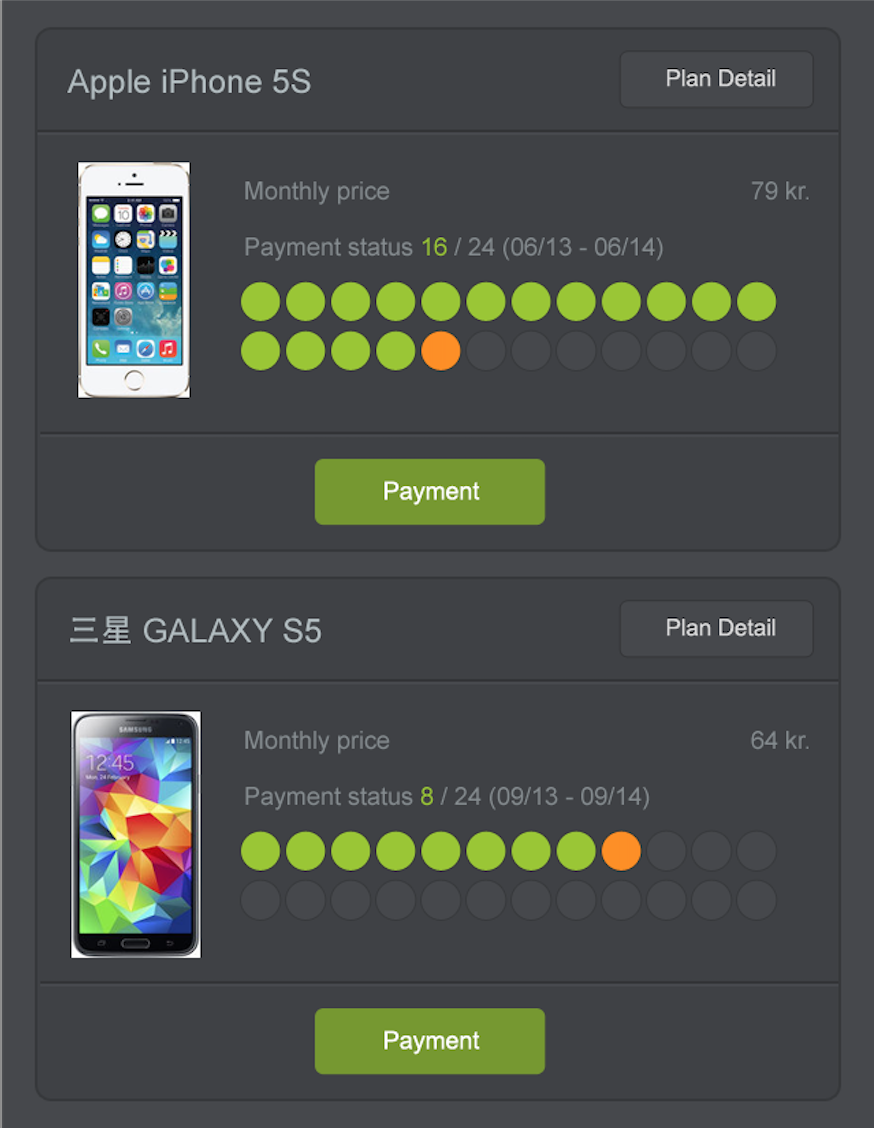 Apple iPhone 5S
Plan Detail
Monthly price 79 kr.
Payment status 16 / 24 (06/13 - 06/14)
Payment
三星 GALAXY S5
Plan Detail
SAMSUNG
12:45
12:45
Mon, 24 February
Monthly price 64 kr.
Payment status 8 / 24 (09/13 - 09/14)
Payment